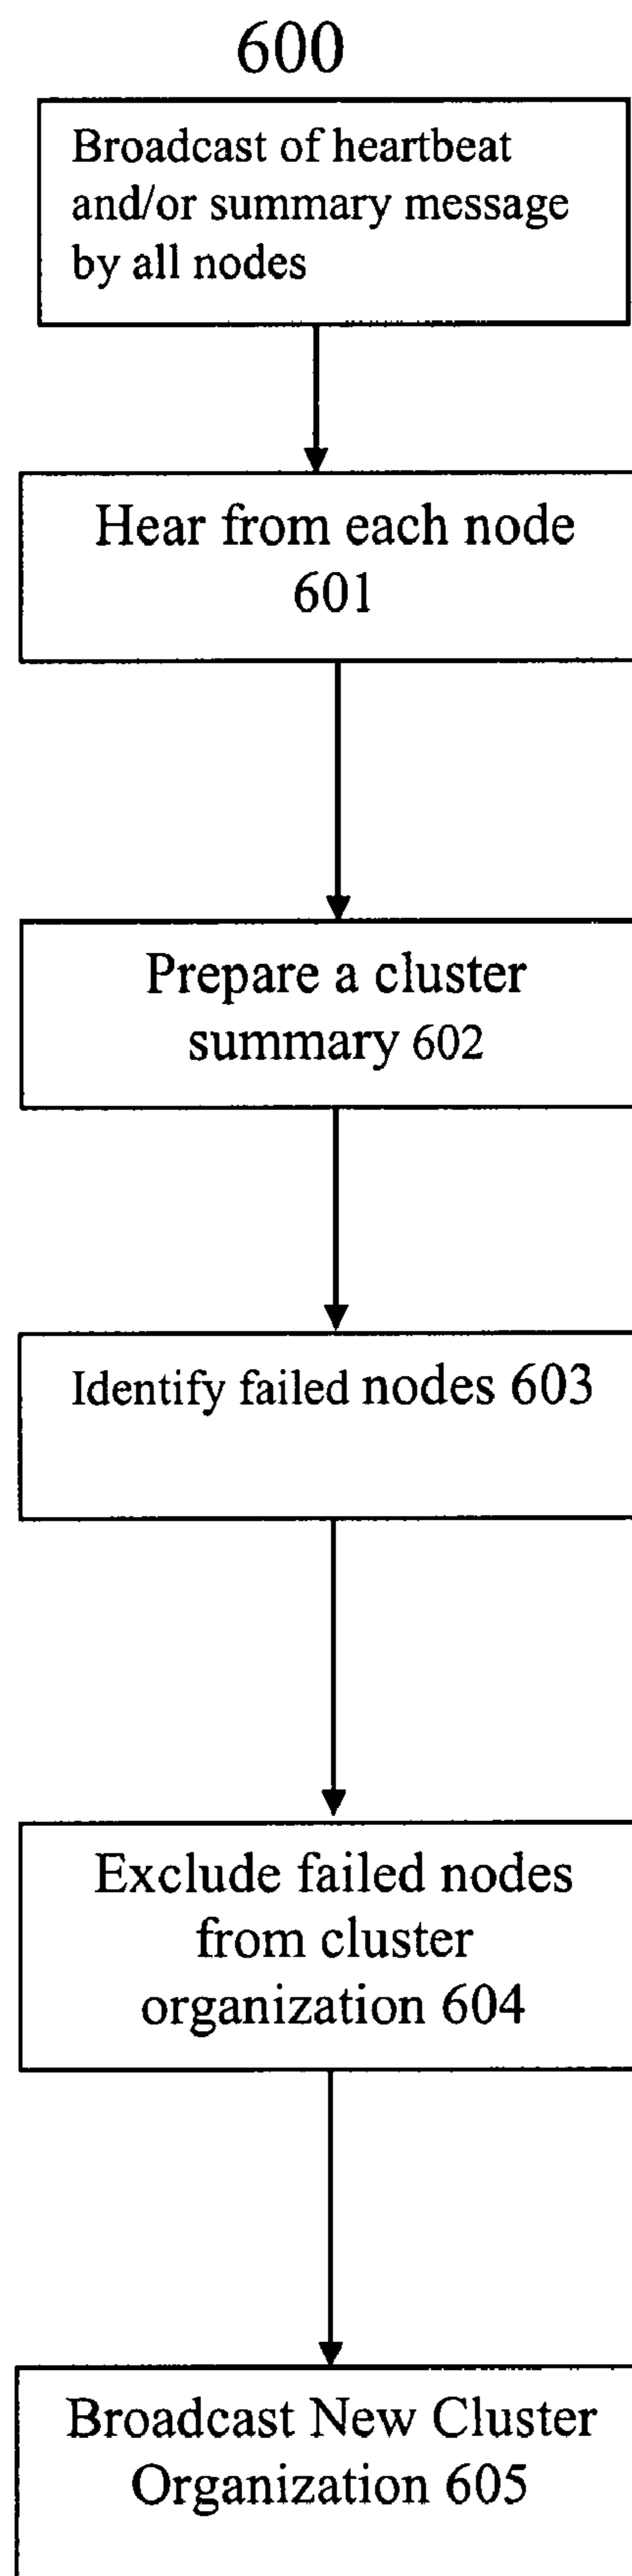 600
Broadcast of heartbeat
and/or summary message
by all nodes
Hear from each node
601
Prepare a cluster
summary 602
Identify failed nodes 603
Exclude failed nodes
from cluster
organization 604
Broadcast New Cluster
Organization 605